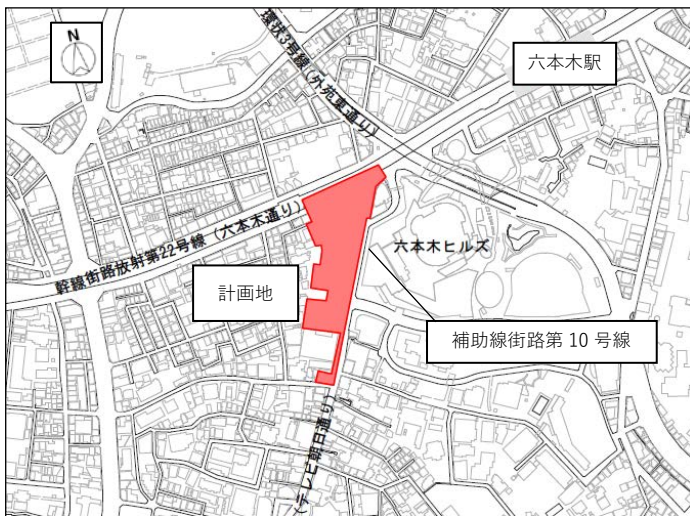 N
環状3号線(外苑東通り)
六本木駅
幹線街路放射第22号線(六本木通り)
六本木ヒルズ
計画地
補助線街路第 10 号線
(テレビ朝日通り)